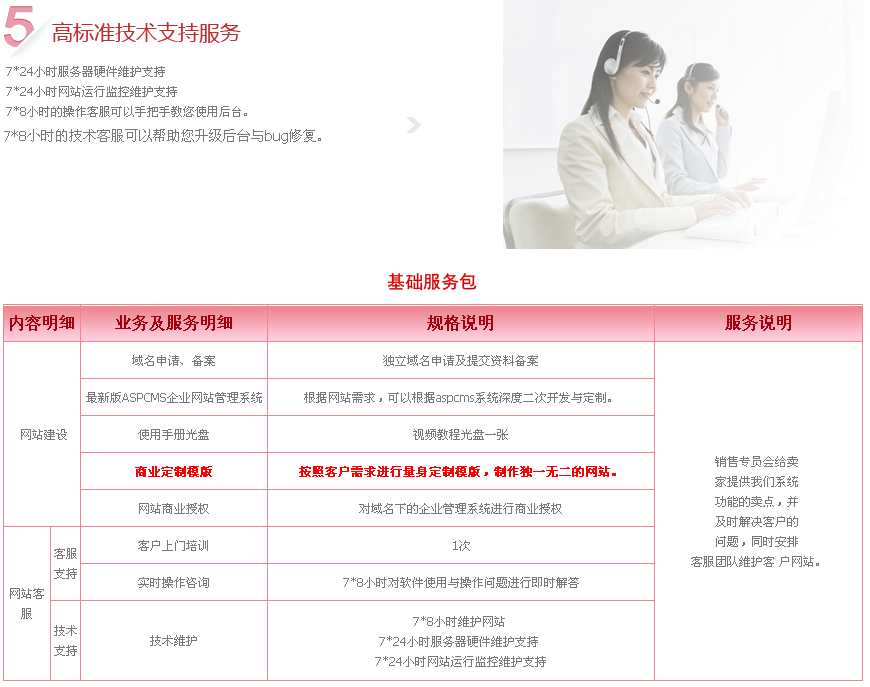 5 高标准技术支持服务
7*24小时服务器硬件维护支持
7*24小时网站运行监控维护支持
7*8小时的操作客服可以手把手教您使用后台。
7*8小时的技术客服可以帮助您升级后台与bug修复。
基础服务包
内容明细 业务及服务明细 规格说明 服务说明
网站建设
域名申请、备案 独立域名申请及提交资料备案
最新版ASPCMS企业网站管理系统 根据网站需求，可以根据aspcms系统深度二次开发与定制。
使用手册光盘 视频教程光盘一张
商业定制模版 按照客户需求进行量身定制模版，制作独一无二的网站。
网站商业授权 对域名下的企业管理系统进行商业授权
网站客
服
客服
支持
客户上门培训 1次
实时操作咨询 7*8小时对软件使用与操作问题进行即时解答
技术
支持
技术维护
7*8小时维护网站
7*24小时服务器硬件维护支持
7*24小时网站运行监控维护支持
销售专员会给卖
家提供我们系统
功能的卖点，并
及时解决客户的
问题，同时安排
客服团队维护客 户网站。